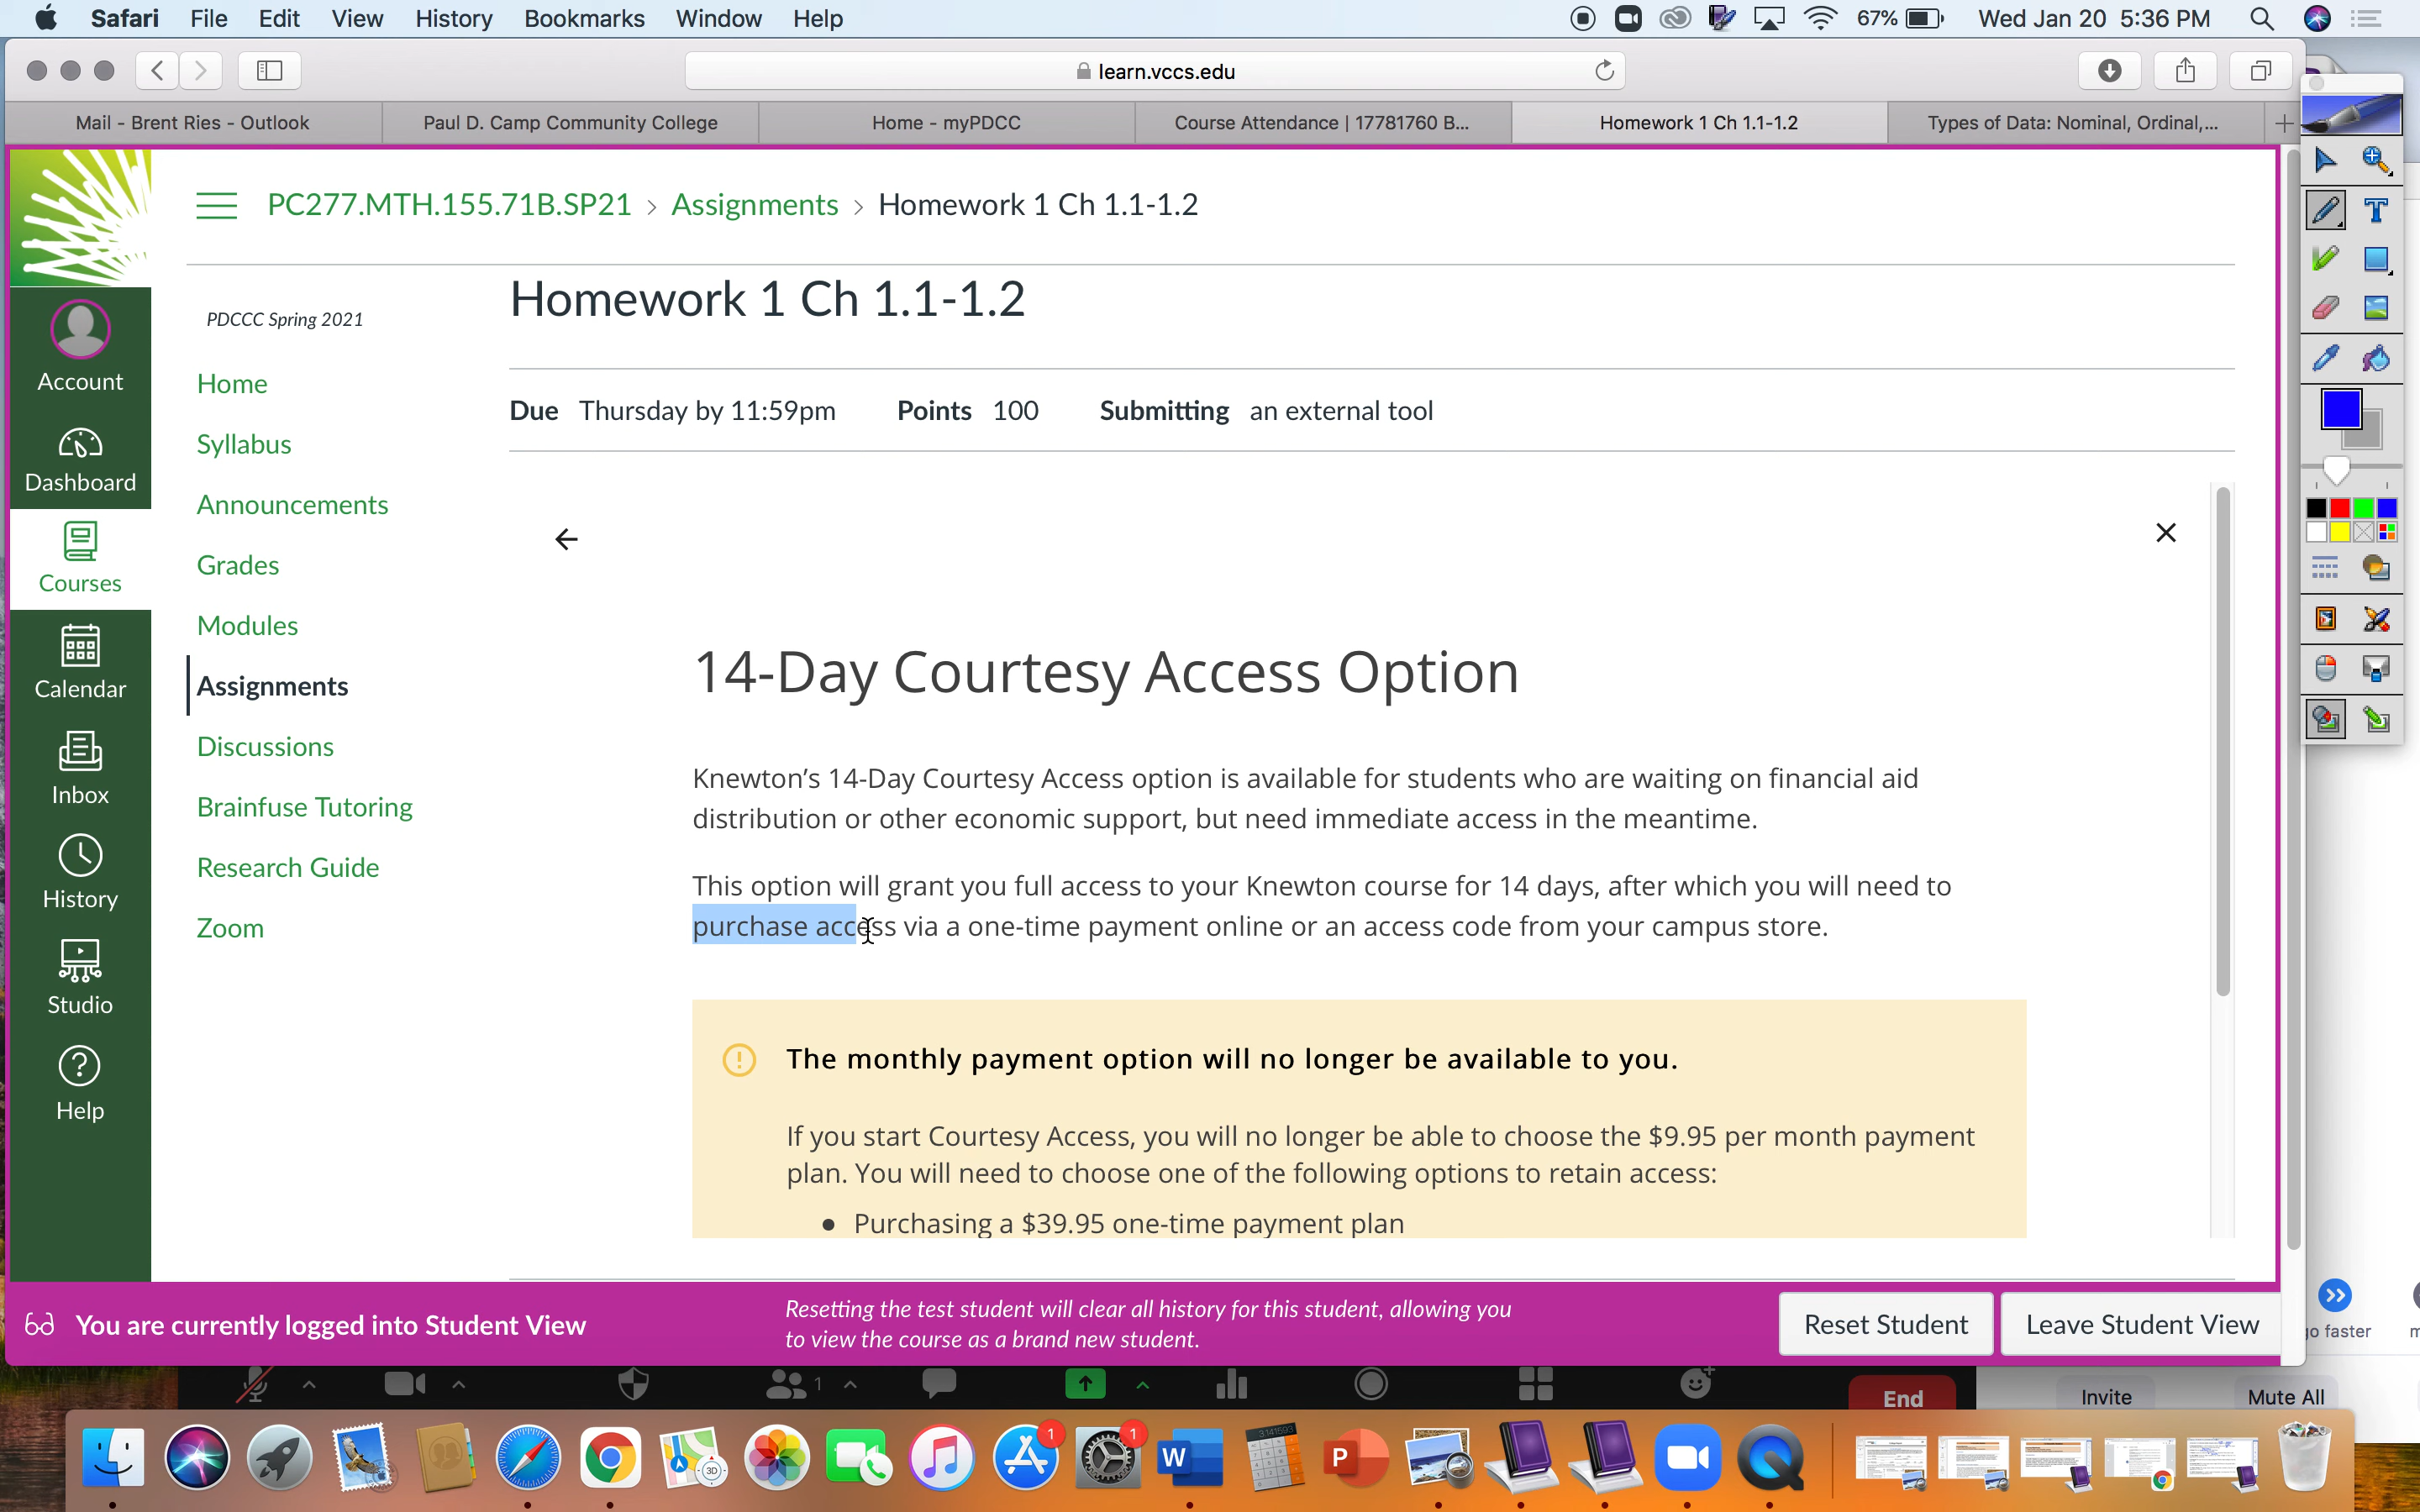 Safari File Edit View History Bookmarks Window Help 67% Wed Jan 20 5:36 PM
learn.vccs.edu
Mail - Brent Ries - Outlook
Paul D. Camp Community College
Home - myPDCC
Course Attendance | 17781760 B...
Homework 1 Ch 1.1-1.2
Types of Data: Nominal, Ordinal,...
PC277.MTH.155.71B.SP21 > Assignments > Homework 1 Ch 1.1-1.2
Account
Dashboard
Courses
Calendar
Inbox
History
Studio
Help
PDCCC Spring 2021
Home
Syllabus
Announcements
Grades
Modules
Assignments
Discussions
Brainfuse Tutoring
Research Guide
Zoom
Homework 1 Ch 1.1-1.2
Due Thursday by 11:59pm Points 100 Submitting an external tool
14-Day Courtesy Access Option
Knewton’s 14-Day Courtesy Access option is available for students who are waiting on financial aid
distribution or other economic support, but need immediate access in the meantime.
This option will grant you full access to your Knewton course for 14 days, after which you will need to
purchase access via a one-time payment online or an access code from your campus store.
The monthly payment option will no longer be available to you.
If you start Courtesy Access, you will no longer be able to choose the $9.95 per month payment
plan. You will need to choose one of the following options to retain access:
• Purchasing a $39.95 one-time payment plan
You are currently logged into Student View
Resetting the test student will clear all history for this student, allowing you
to view the course as a brand new student.
Reset Student
Leave Student View
go faster
1
End
Invite
Mute All
1
1
3.141593
3D
W
P